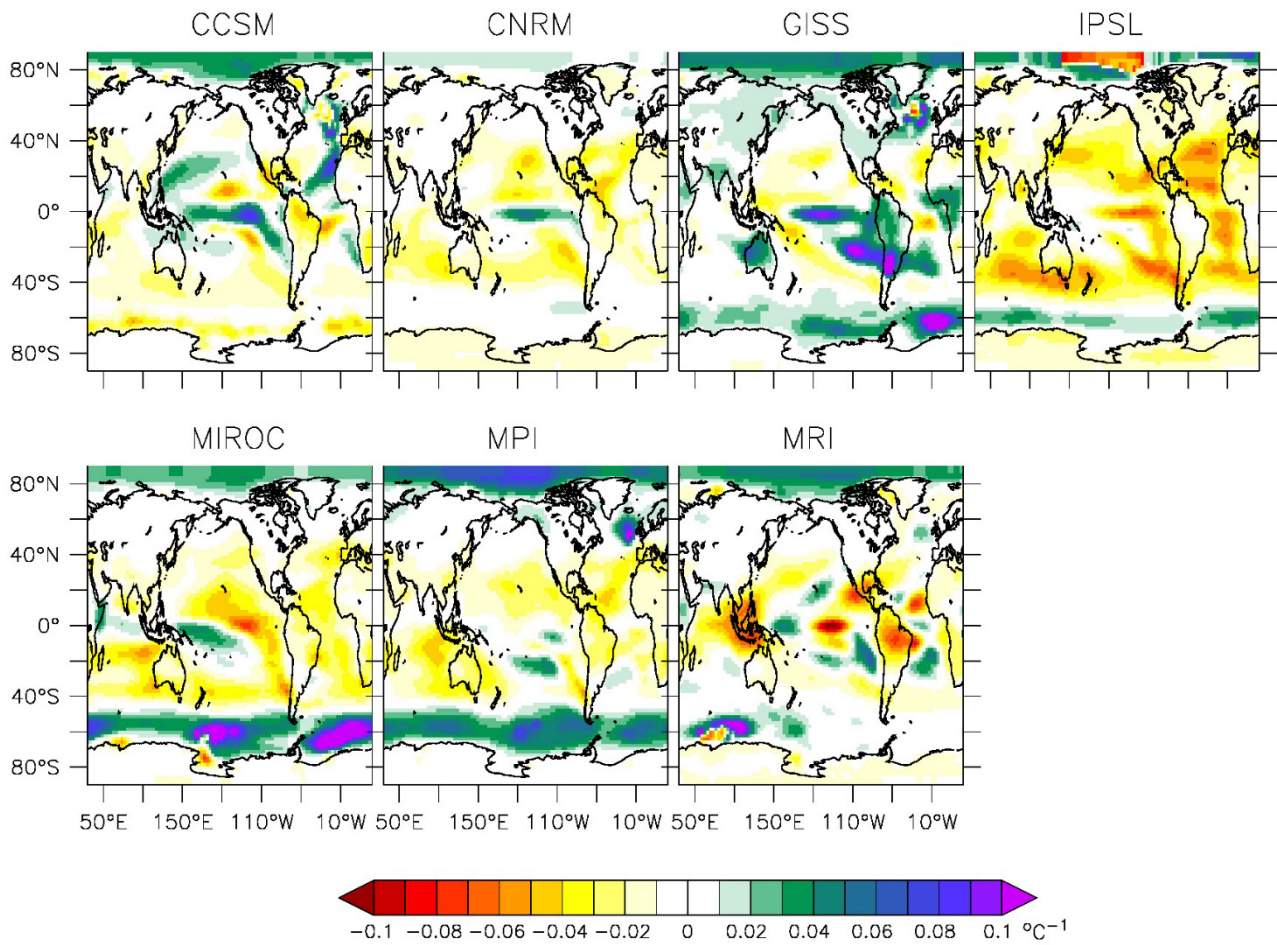 CCSM CNRM GISS IPSL
80°N
40°N
0°
40°S
80°S
MIROC MPI MRI
80°N
40°N
0°
40°S
80°S
50°E 150°E 110°W 10°W 50°E 150°E 110°W 10°W 50°E 150°E 110°W 10°W
−0.1 −0.08 −0.06 −0.04 −0.02 0 0.02 0.04 0.06 0.08 0.1 °C⁻¹